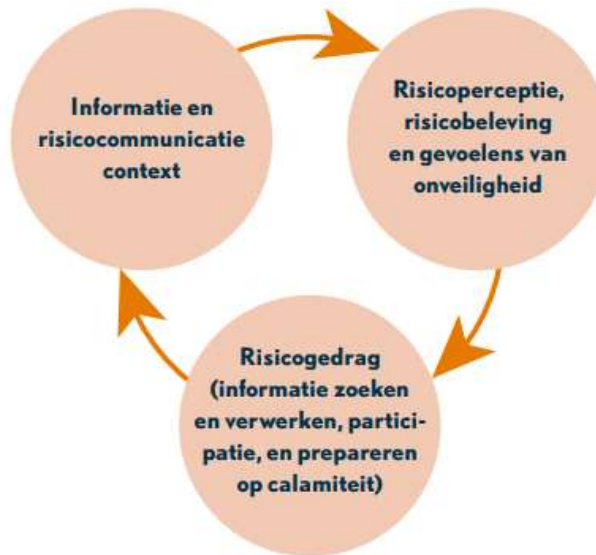 Informatie en
risicocommunicatie
context
Risicoperceptie,
risicobeleving
en gevoelens van
onveiligheid
Risicogedrag
(informatie zoeken
en verwerken, partici-
patie, en prepareren
op calamiteit)